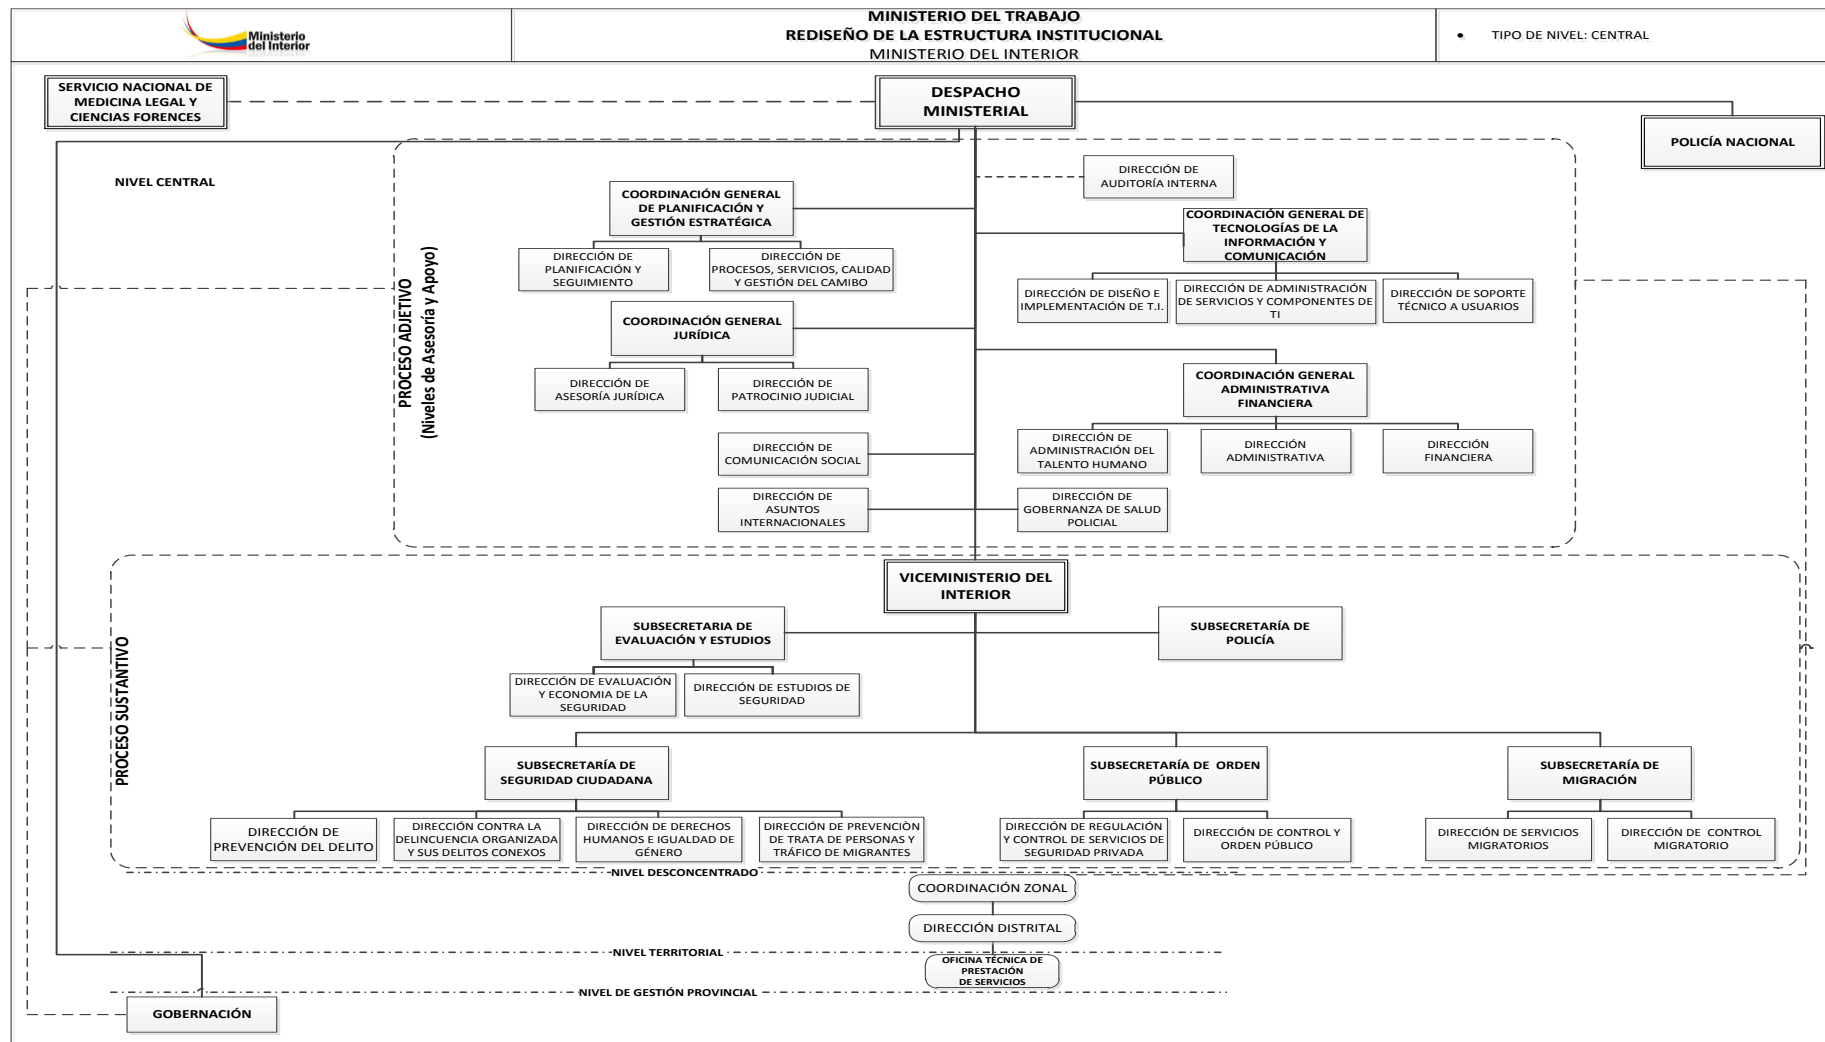 Ministerio
del Interior
MINISTERIO DEL TRABAJO
REDISEÑO DE LA ESTRUCTURA INSTITUCIONAL
MINISTERIO DEL INTERIOR
• TIPO DE NIVEL: CENTRAL
SERVICIO NACIONAL DE
MEDICINA LEGAL Y
CIENCIAS FORENCES
DESPACHO
MINISTERIAL
POLICÍA NACIONAL
NIVEL CENTRAL
PROCESO ADJETIVO
(Niveles de Asesoría y Apoyo)
DIRECCIÓN DE
AUDITORÍA INTERNA
COORDINACIÓN GENERAL
DE PLANIFICACIÓN Y
GESTIÓN ESTRATÉGICA
COORDINACIÓN GENERAL DE
TECNOLOGÍAS DE LA
INFORMACIÓN Y
COMUNICACIÓN
DIRECCIÓN DE
PLANIFICACIÓN Y
SEGUIMIENTO
DIRECCIÓN DE
PROCESOS, SERVICIOS, CALIDAD
Y GESTIÓN DEL CAMIBO
DIRECCIÓN DE DISEÑO E
IMPLEMENTACIÓN DE T.I.
DIRECCIÓN DE ADMINISTRACIÓN
DE SERVICIOS Y COMPONENTES DE
TI
DIRECCIÓN DE SOPORTE
TÉCNICO A USUARIOS
COORDINACIÓN GENERAL
JURÍDICA
COORDINACIÓN GENERAL
ADMINISTRATIVA
FINANCIERA
DIRECCIÓN DE
ASESORÍA JURÍDICA
DIRECCIÓN DE
PATROCINIO JUDICIAL
DIRECCIÓN DE
COMUNICACIÓN SOCIAL
DIRECCIÓN DE
ADMINISTRACIÓN DEL
TALENTO HUMANO
DIRECCIÓN
ADMINISTRATIVA
DIRECCIÓN
FINANCIERA
DIRECCIÓN DE
ASUNTOS
INTERNACIONALES
DIRECCIÓN DE
GOBERNANZA DE SALUD
POLICIAL
PROCESO SUSTANTIVO
VICEMINISTERIO DEL
INTERIOR
SUBSECRETARIA DE
EVALUACIÓN Y ESTUDIOS
SUBSECRETARÍA DE
POLICÍA
DIRECCIÓN DE EVALUACIÓN
Y ECONOMIA DE LA
SEGURIDAD
DIRECCIÓN DE ESTUDIOS DE
SEGURIDAD
SUBSECRETARÍA DE
SEGURIDAD CIUDADANA
SUBSECRETARÍA DE ORDEN
PÚBLICO
SUBSECRETARÍA DE
MIGRACIÓN
DIRECCIÓN DE
PREVENCIÓN DEL DELITO
DIRECCIÓN CONTRA LA
DELINCUENCIA ORGANIZADA
Y SUS DELITOS CONEXOS
DIRECCIÓN DE DERECHOS
HUMANOS E IGUALDAD DE
GÉNERO
DIRECCIÓN DE PREVENCIÒN
DE TRATA DE PERSONAS Y
TRÁFICO DE MIGRANTES
DIRECCIÓN DE REGULACIÓN
Y CONTROL DE SERVICIOS DE
SEGURIDAD PRIVADA
DIRECCIÓN DE CONTROL Y
ORDEN PÚBLICO
DIRECCIÓN DE SERVICIOS
MIGRATORIOS
DIRECCIÓN DE CONTROL
MIGRATORIO
NIVEL DESCONCENTRADO
COORDINACIÓN ZONAL
DIRECCIÓN DISTRITAL
NIVEL TERRITORIAL
OFICINA TÉCNICA DE
PRESTACIÓN
DE SERVICIOS
NIVEL DE GESTIÓN PROVINCIAL
GOBERNACIÓN